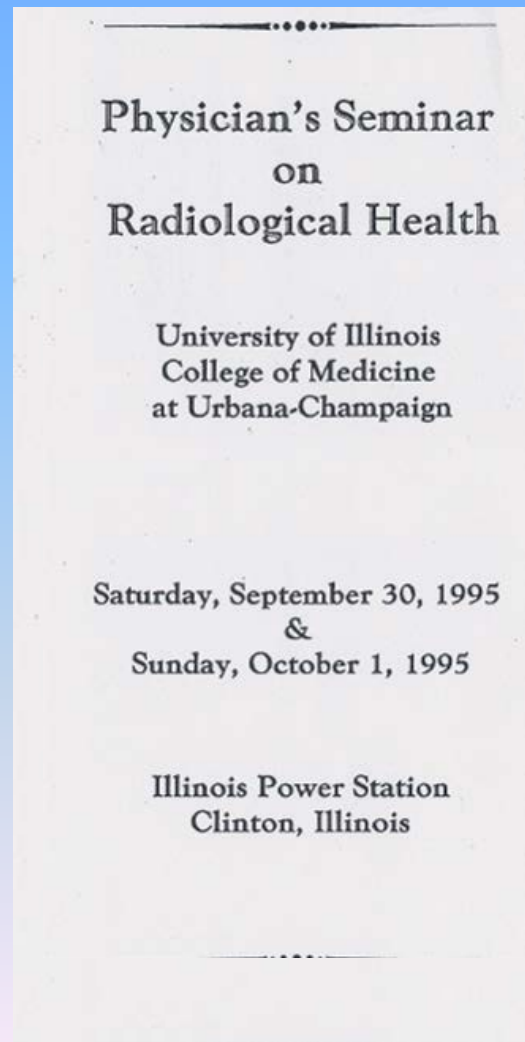 Physician's Seminar
on
Radiological Health
University of Illinois
College of Medicine
at Urbana-Champaign
Saturday, September 30, 1995
&
Sunday, October 1, 1995
Illinois Power Station
Clinton, Illinois